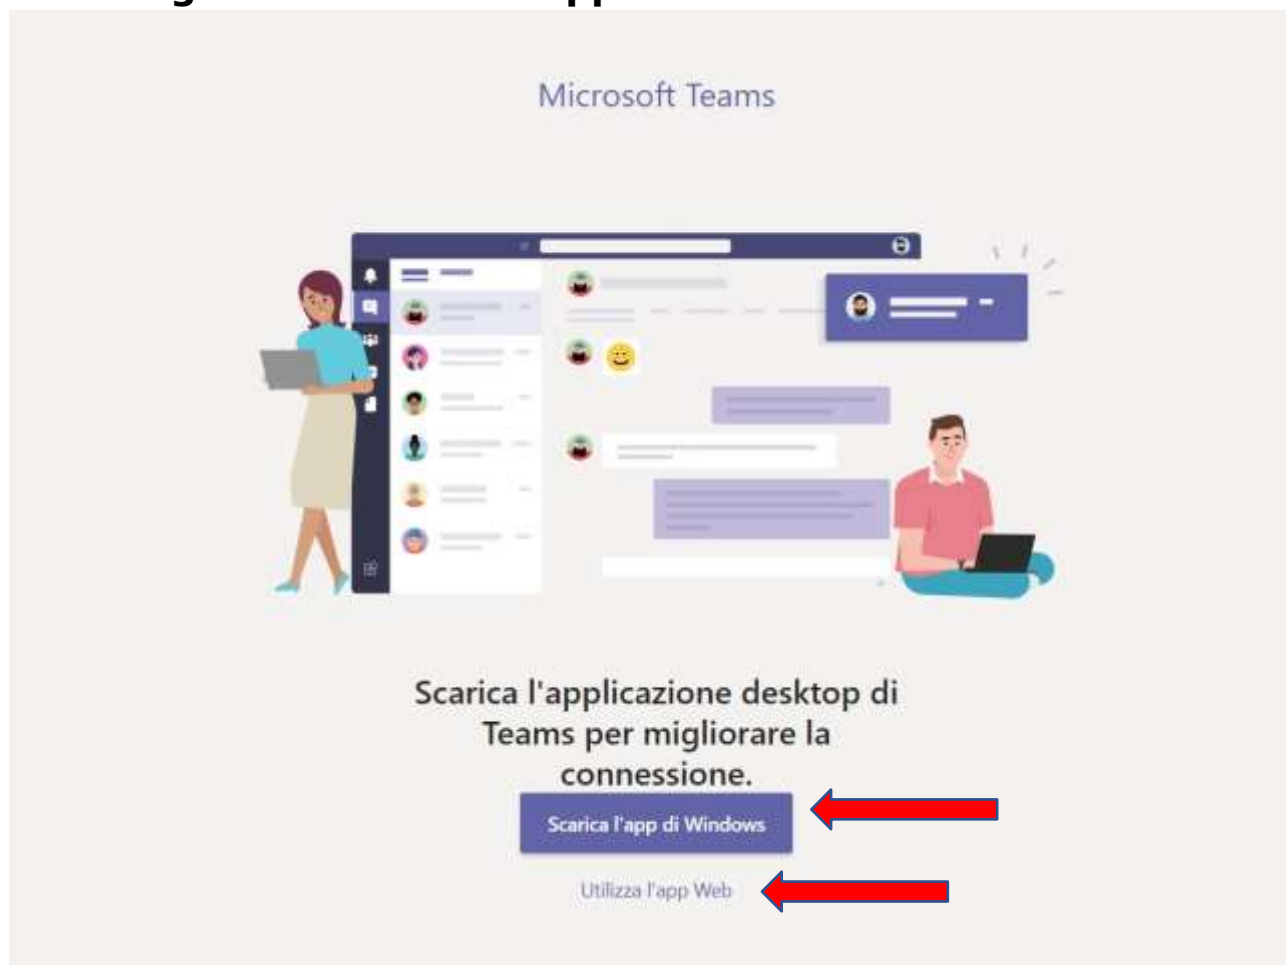 Microsoft Teams
Scarica l'applicazione desktop di
Teams per migliorare la
connessione.
Scarica l'app di Windows
Utilizza l'app Web